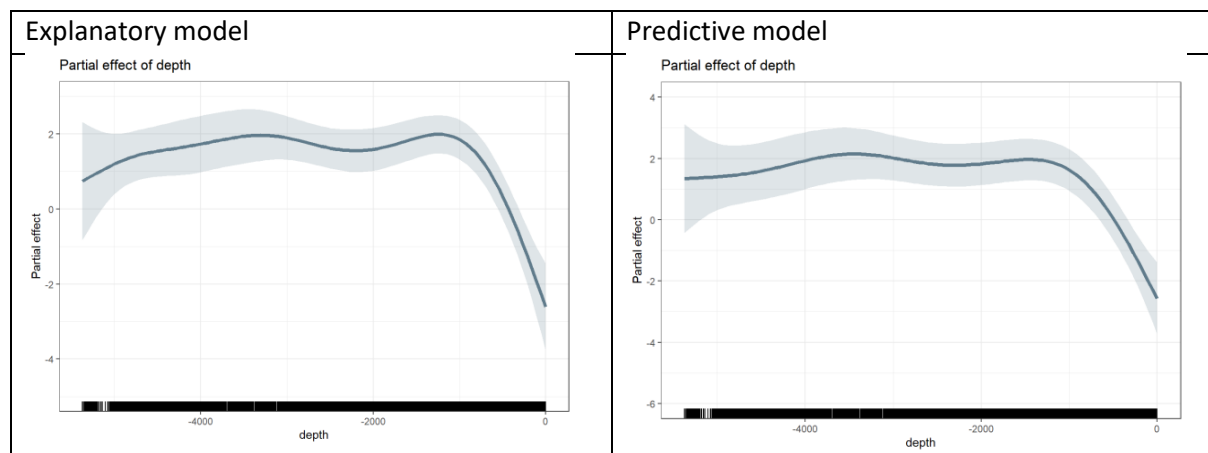 Explanatory model
Partial effect of depth
2
0
-2
-4
Partial effect
-4000
-2000
0
depth
Predictive model
Partial effect of depth
4
2
0
-2
-4
-6
Partial effect
-4000
-2000
0
depth